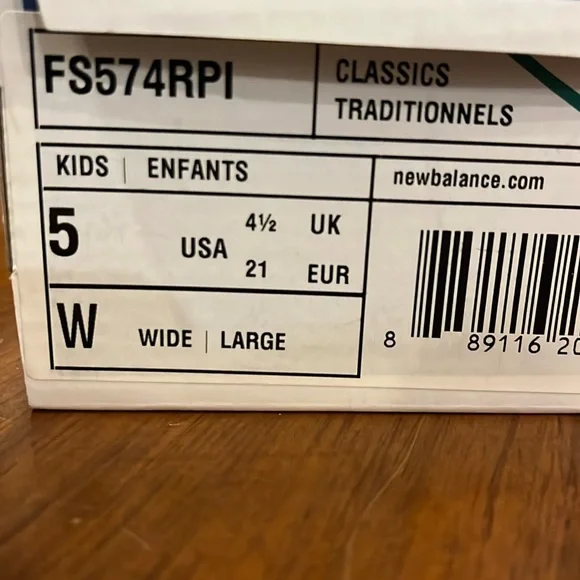 FS574RPI
CLASSICS
TRADITIONNELS
KIDS | ENFANTS
newbalance.com
5 USA 4½ UK
21 EUR
W WIDE | LARGE
8 89116 20